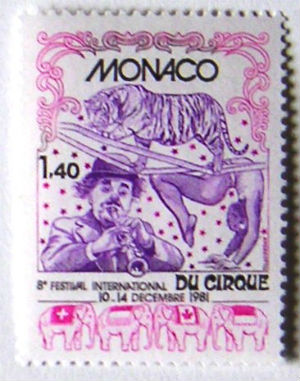 MONACO
1,40
8e FESTIVAL INTERNATIONAL DU CIRQUE
10-14 DECEMBRE 1981